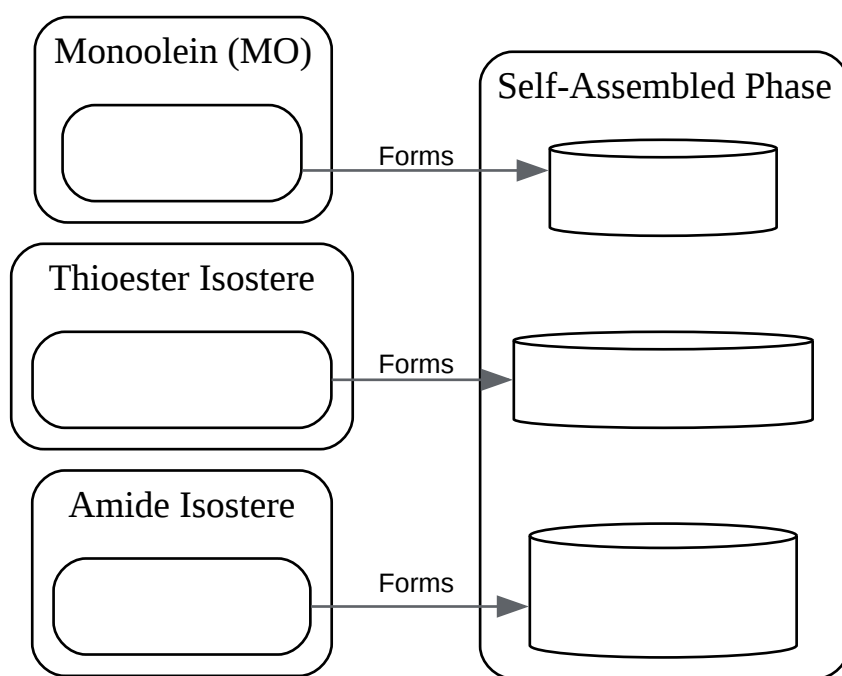 Monoolein (MO)
Self-Assembled Phase
Forms
Thioester Isostere
Forms
Amide Isostere
Forms